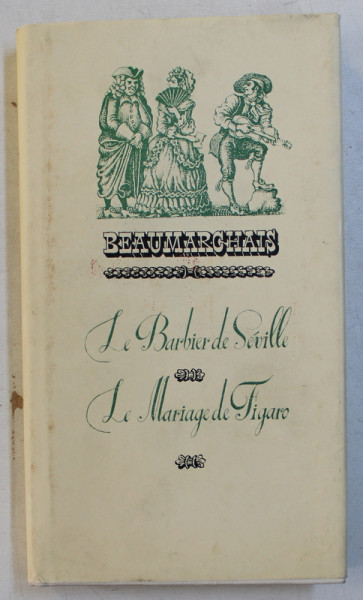 BEAUMARCHAIS
Le Barbier de Séville
Le Mariage de Figaro